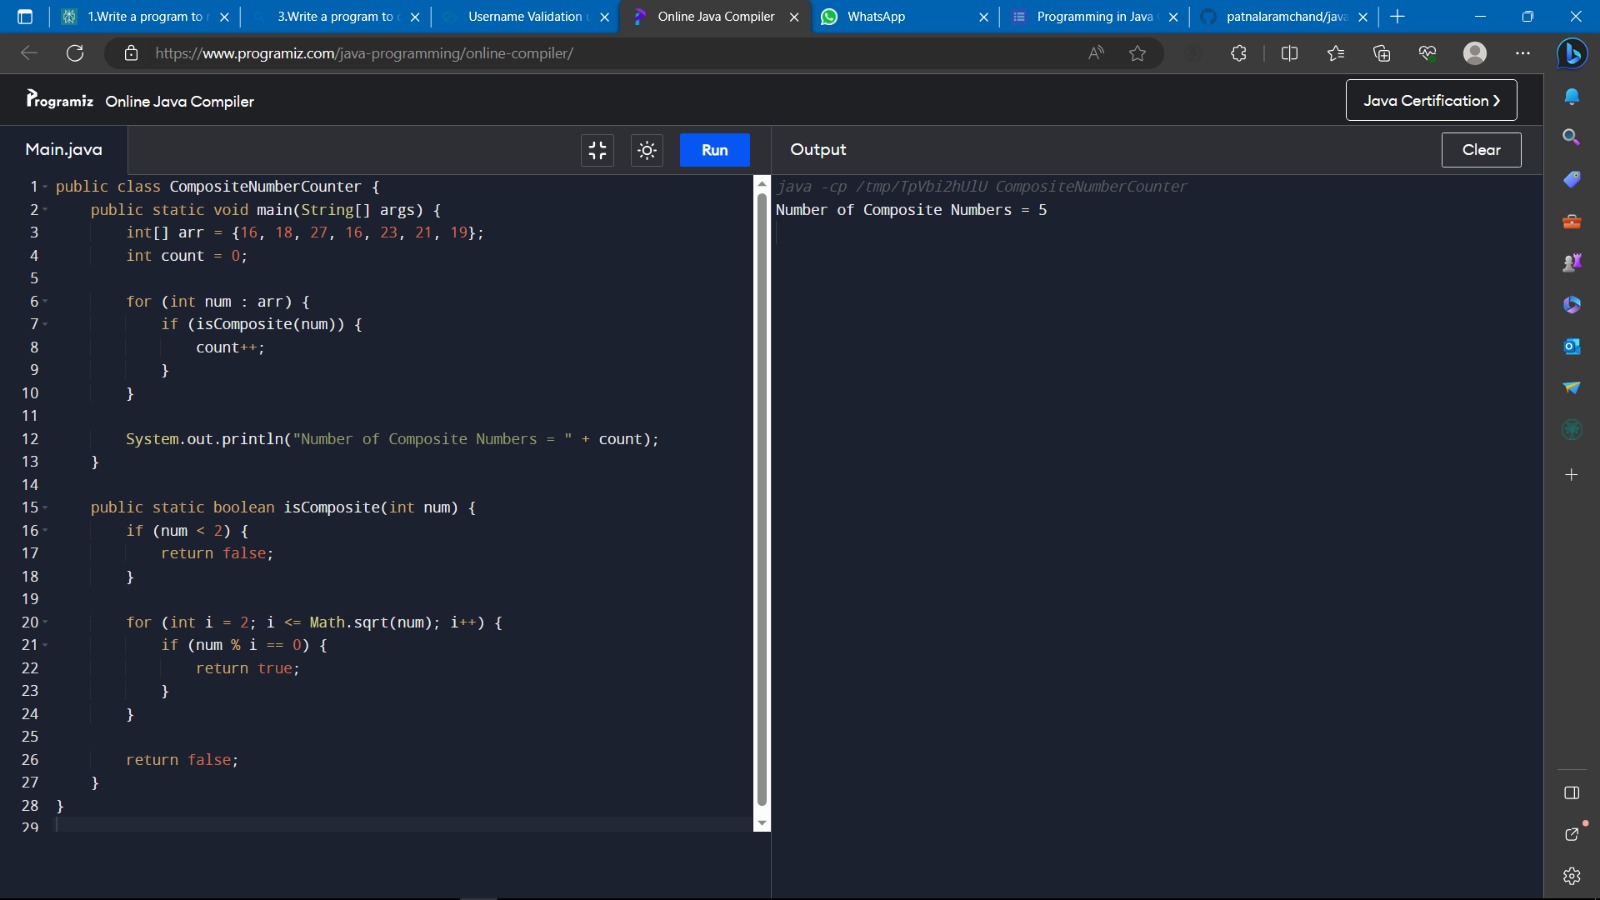 1.Write a program to
3.Write a program to
Username Validation
Online Java Compiler
WhatsApp
Programming in Java
patnalaramchand/java
https://www.programiz.com/java-programming/online-compiler/
Programiz Online Java Compiler
Java Certification >
Main.java
Run
Output
Clear
1 public class CompositeNumberCounter {
2     public static void main(String[] args) {
3         int[] arr = {16, 18, 27, 16, 23, 21, 19};
4         int count = 0;
5
6         for (int num : arr) {
7             if (isComposite(num)) {
8                 count++;
9             }
10         }
11
12         System.out.println("Number of Composite Numbers = " + count);
13     }
14
15     public static boolean isComposite(int num) {
16         if (num < 2) {
17             return false;
18         }
19
20         for (int i = 2; i <= Math.sqrt(num); i++) {
21             if (num % i == 0) {
22                 return true;
23             }
24         }
25
26         return false;
27     }
28 }
29
java -cp /tmp/TpVbi2hUlU CompositeNumberCounter
Number of Composite Numbers = 5